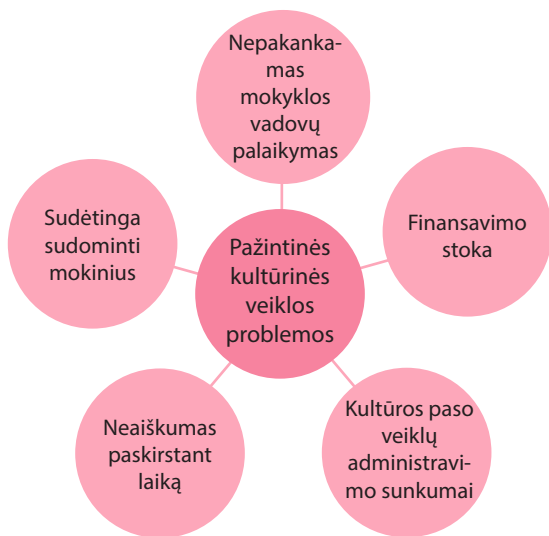 Nepakanka-
mas
mokyklos
vadovų
palaikymas
Sudėtinga
sudominti
mokinius
Pažintinės
kultūrinės
veiklos
problemos
Finansavimo
stoka
Neaiškumas
paskirstant
laiką
Kultūros paso
veiklų
administravi-
mo sunkumai